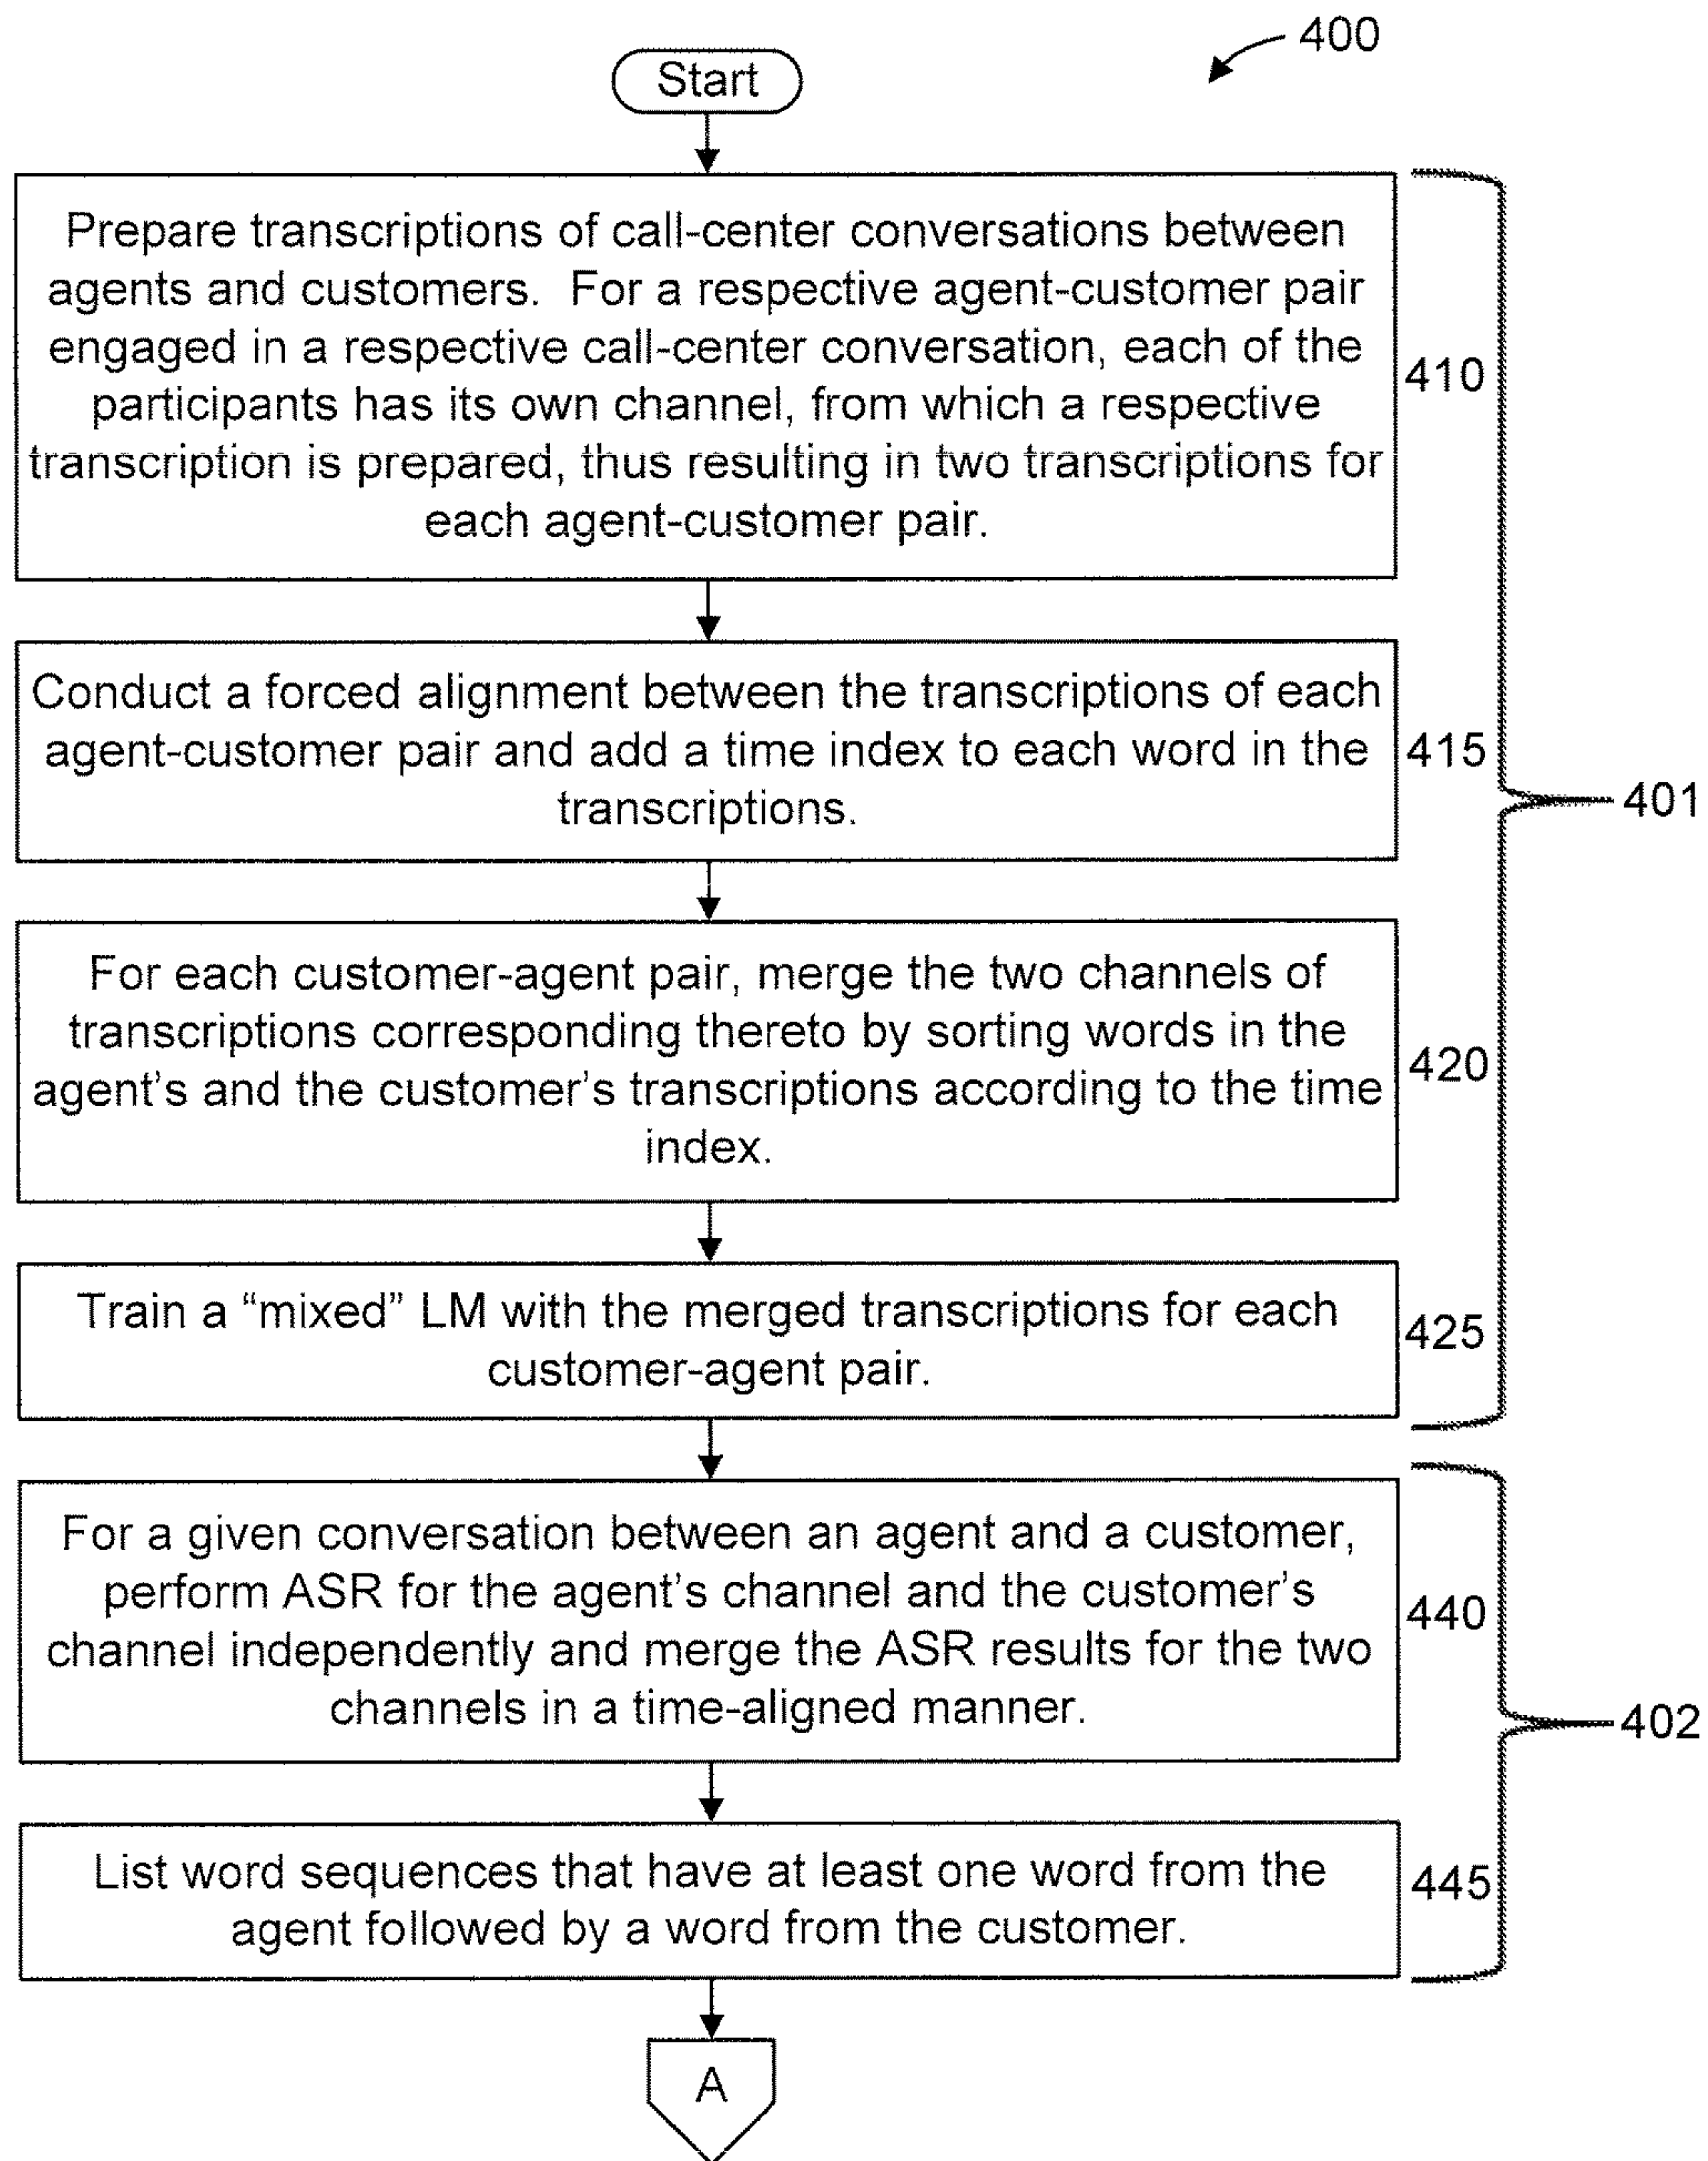 400
Start
Prepare transcriptions of call-center conversations between
agents and customers. For a respective agent-customer pair
engaged in a respective call-center conversation, each of the
participants has its own channel, from which a respective
transcription is prepared, thus resulting in two transcriptions for
each agent-customer pair.
410
Conduct a forced alignment between the transcriptions of each
agent-customer pair and add a time index to each word in the
transcriptions.
415
401
For each customer-agent pair, merge the two channels of
transcriptions corresponding thereto by sorting words in the
agent's and the customer's transcriptions according to the time
index.
420
Train a “mixed” LM with the merged transcriptions for each
customer-agent pair.
425
For a given conversation between an agent and a customer,
perform ASR for the agent's channel and the customer's
channel independently and merge the ASR results for the two
channels in a time-aligned manner.
440
402
List word sequences that have at least one word from the
agent followed by a word from the customer.
445
A